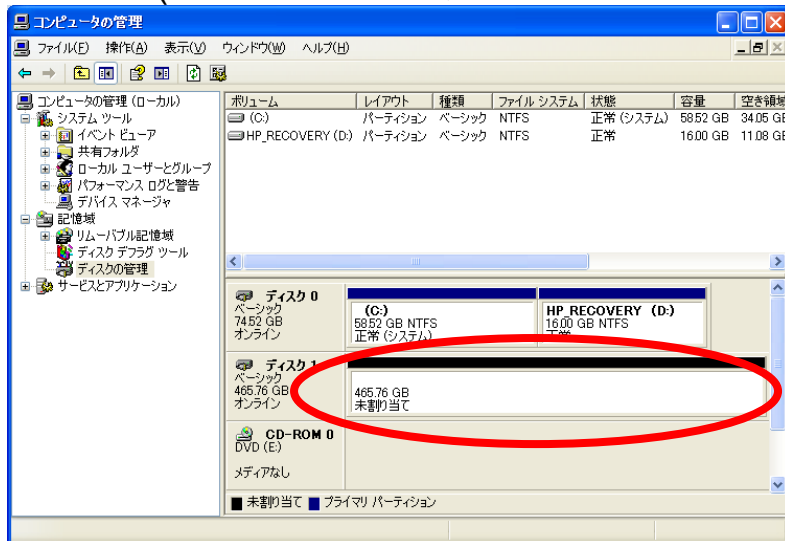 コンピュータの管理
ファイル(F) 操作(A) 表示(V) ウィンドウ(W) ヘルプ(H)
コンピュータの管理 (ローカル)
システム ツール
イベント ビューア
共有フォルダ
ローカル ユーザーとグループ
パフォーマンス ログと警告
デバイス マネージャ
記憶域
リムーバブル記憶域
ディスク デフラグ ツール
ディスクの管理
サービスとアプリケーション
ボリューム レイアウト 種類 ファイル システム 状態 容量 空き領域
(C:) パーティション ベーシック NTFS 正常 (システム) 58.52 GB 34.05 GB
HP_RECOVERY (D:) パーティション ベーシック NTFS 正常 16.00 GB 11.08 GB
ディスク 0
ベーシック
74.52 GB
オンライン
(C:)
58.52 GB NTFS
正常 (システム)
HP_RECOVERY (D:)
16.00 GB NTFS
正常
ディスク 1
ベーシック
465.76 GB
オンライン
465.76 GB
未割り当て
CD-ROM 0
DVD (E:)
メディアなし
未割り当て プライマリ パーティション